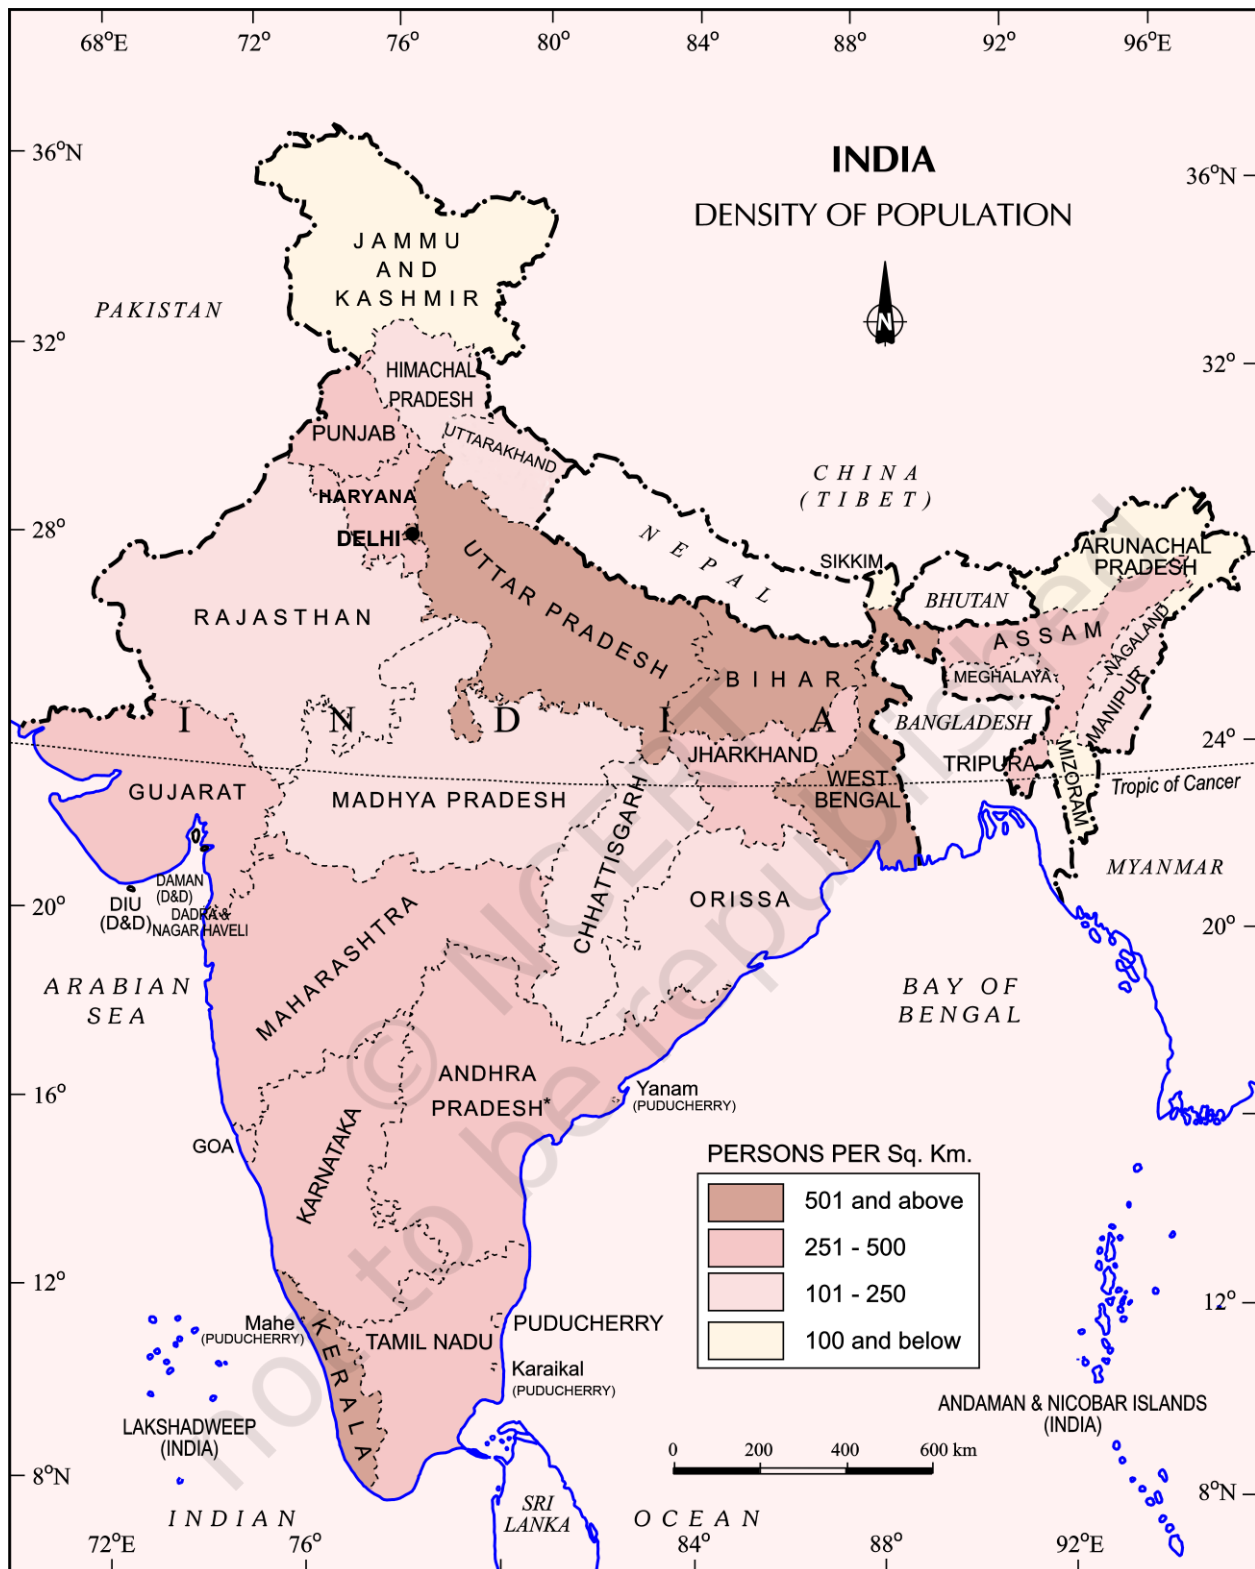 68°E 72° 76° 80° 84° 88° 92° 96°E
36°N
INDIA
36°N
DENSITY OF POPULATION
JAMMU
AND
KASHMIR
N
PAKISTAN
32°
32°
HIMACHAL
PRADESH
PUNJAB
UTTARAKHAND
CHINA
(TIBET)
HARYANA
28°
DELHI
NEPAL
SIKKIM
ARUNACHAL
PRADESH
UTTAR PRADESH
BHUTAN
RAJASTHAN
ASSAM
NAGALAND
BIHAR
MEGHALAYA
MANIPUR
INDIA
BANGLADESH
24°
JHARKHAND
TRIPURA
MIZORAM
GUJARAT
MADHYA PRADESH
WEST
BENGAL
Tropic of Cancer
CHHATTISGARH
MYANMAR
DAMAN
(D&D)
DIU
(D&D)
DADRA &
NAGAR HAVELI
20°
ORISSA
20°
MAHARASHTRA
ARABIAN
SEA
BAY OF
BENGAL
ANDHRA
PRADESH*
16°
Yanam
(PUDUCHERRY)
GOA
KARNATAKA
PERSONS PER Sq. Km.
501 and above
251 - 500
101 - 250
100 and below
12°
12°
Mahe
(PUDUCHERRY)
KERALA
TAMIL NADU
PUDUCHERRY
Karaikal
(PUDUCHERRY)
LAKSHADWEEP
(INDIA)
ANDAMAN & NICOBAR ISLANDS
(INDIA)
0 200 400 600 km
8°N
8°N
SRI
LANKA
INDIAN OCEAN
72°E 76° 84° 88° 92°E
© NCERT
not to be republished